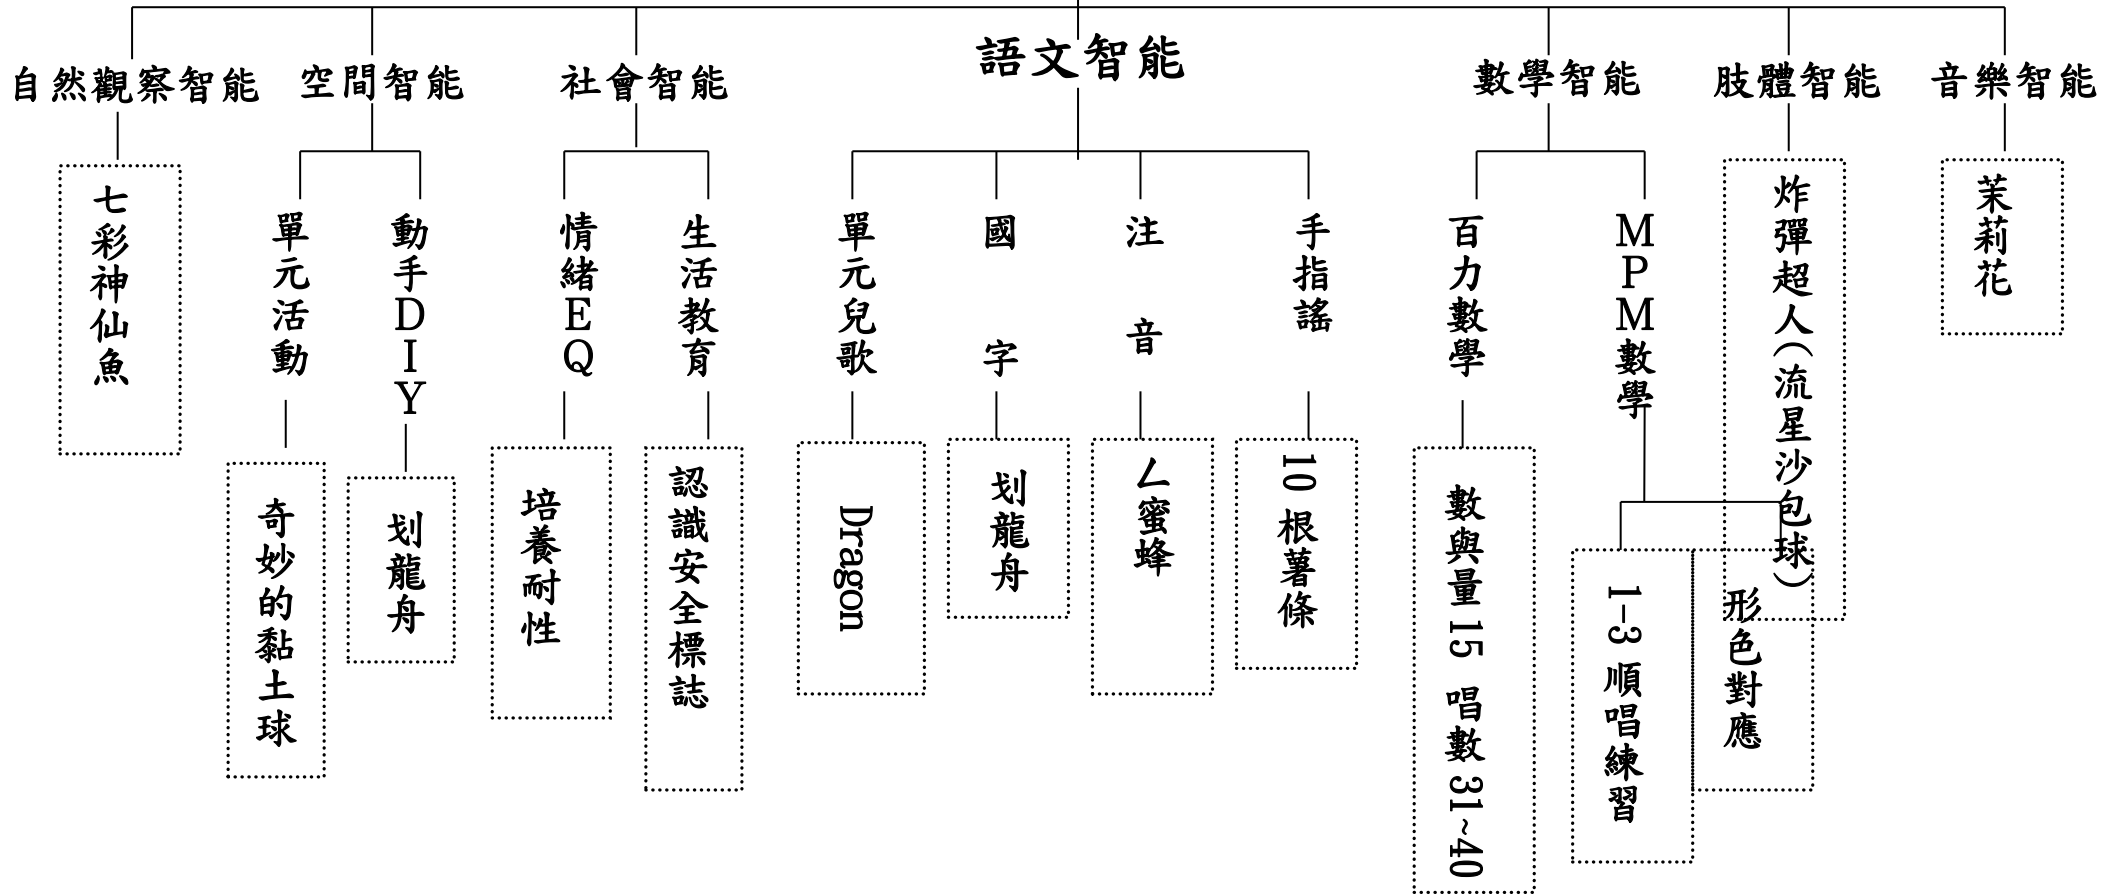 語文智能
自然觀察智能
空間智能
社會智能
數學智能
肢體智能
音樂智能
七彩神仙魚
單元活動
動手DIY
情緒EQ
生活教育
單元兒歌
國字
注音
手指謠
百力數學
MPM數學
炸彈超人(流星沙包球)
茉莉花
奇妙的黏土球
划龍舟
培養耐性
認識安全標誌
Dragon
划龍舟
ㄥ蜜蜂
10 根薯條
數與量 15 唱數 31~40
1-3 順唱練習
形色對應